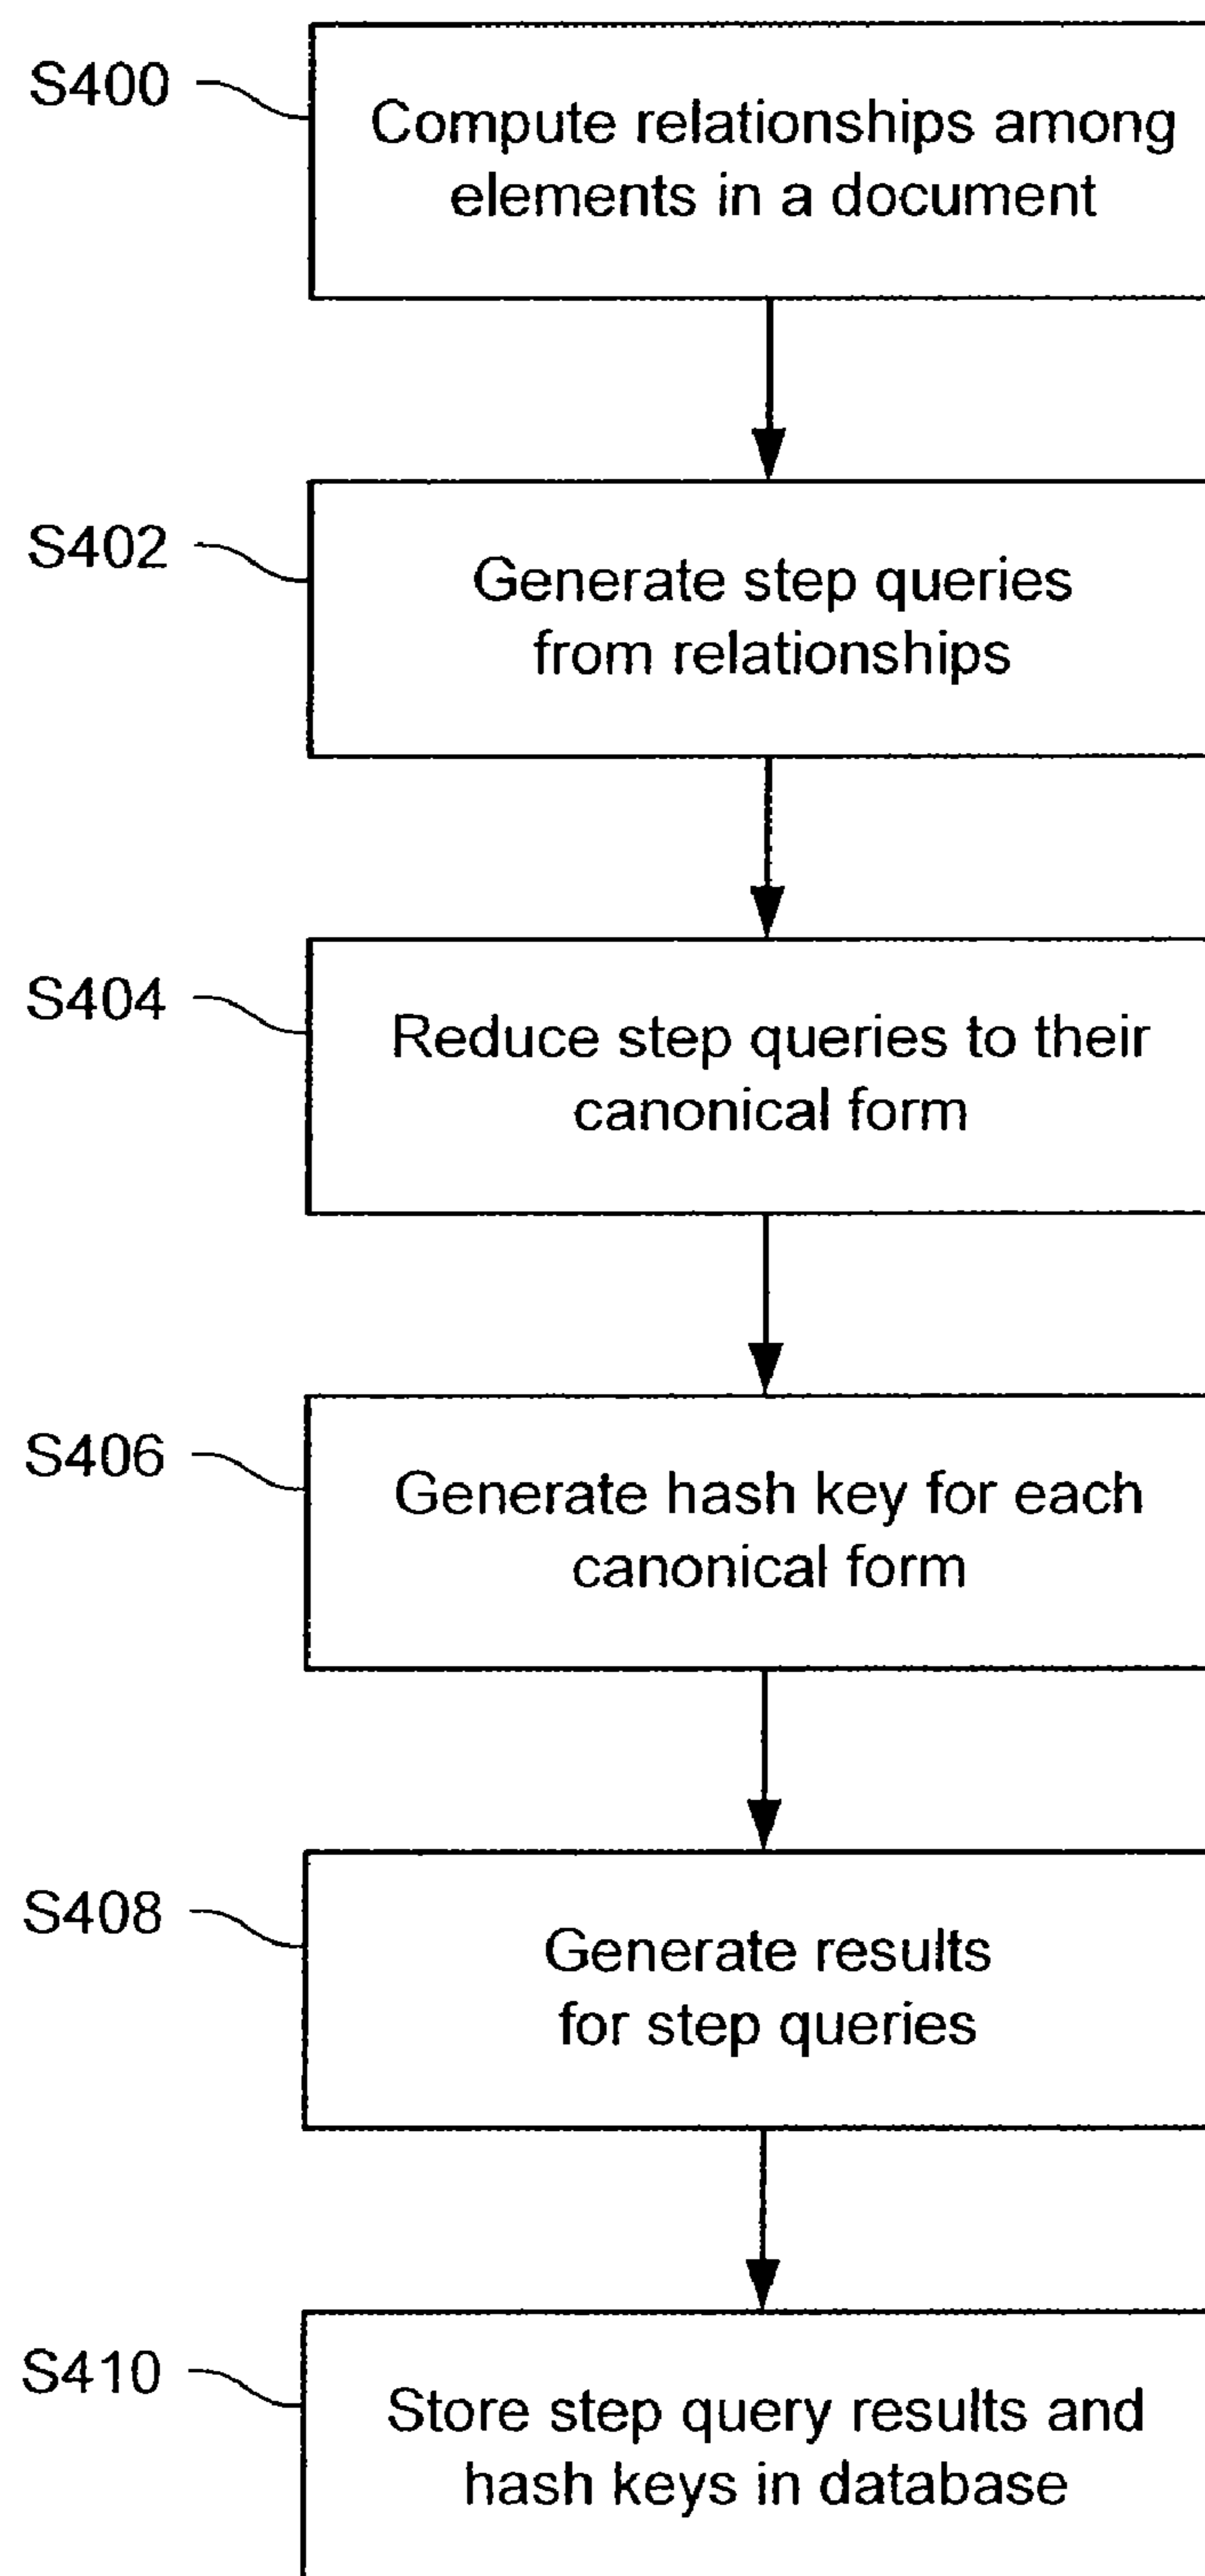 S400
Compute relationships among
elements in a document
S402
Generate step queries
from relationships
S404
Reduce step queries to their
canonical form
S406
Generate hash key for each
canonical form
S408
Generate results
for step queries
S410
Store step query results and
hash keys in database